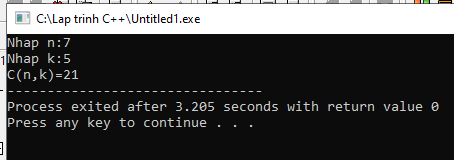 C:\Lap trinh C++\Untitled1.exe
Nhap n:7
Nhap k:5
C(n,k)=21
--------------------------------
Process exited after 3.205 seconds with return value 0
Press any key to continue . . .